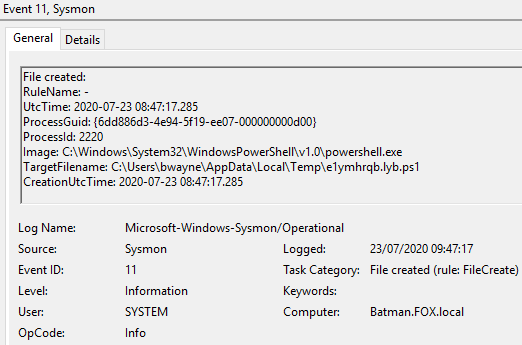 Event 11, Sysmon
General
Details
File created:
RuleName: -
UtcTime: 2020-07-23 08:47:17.285
ProcessGuid: {6dd886d3-4e94-5f19-ee07-000000000d00}
ProcessId: 2220
Image: C:\Windows\System32\WindowsPowerShell\v1.0\powershell.exe
TargetFilename: C:\Users\bwayne\AppData\Local\Temp\e1ymhrqb.lyb.ps1
CreationUtcTime: 2020-07-23 08:47:17.285
Log Name: Microsoft-Windows-Sysmon/Operational
Source: Sysmon Logged: 23/07/2020 09:47:17
Event ID: 11 Task Category: File created (rule: FileCreate)
Level: Information Keywords:
User: SYSTEM Computer: Batman.FOX.local
OpCode: Info